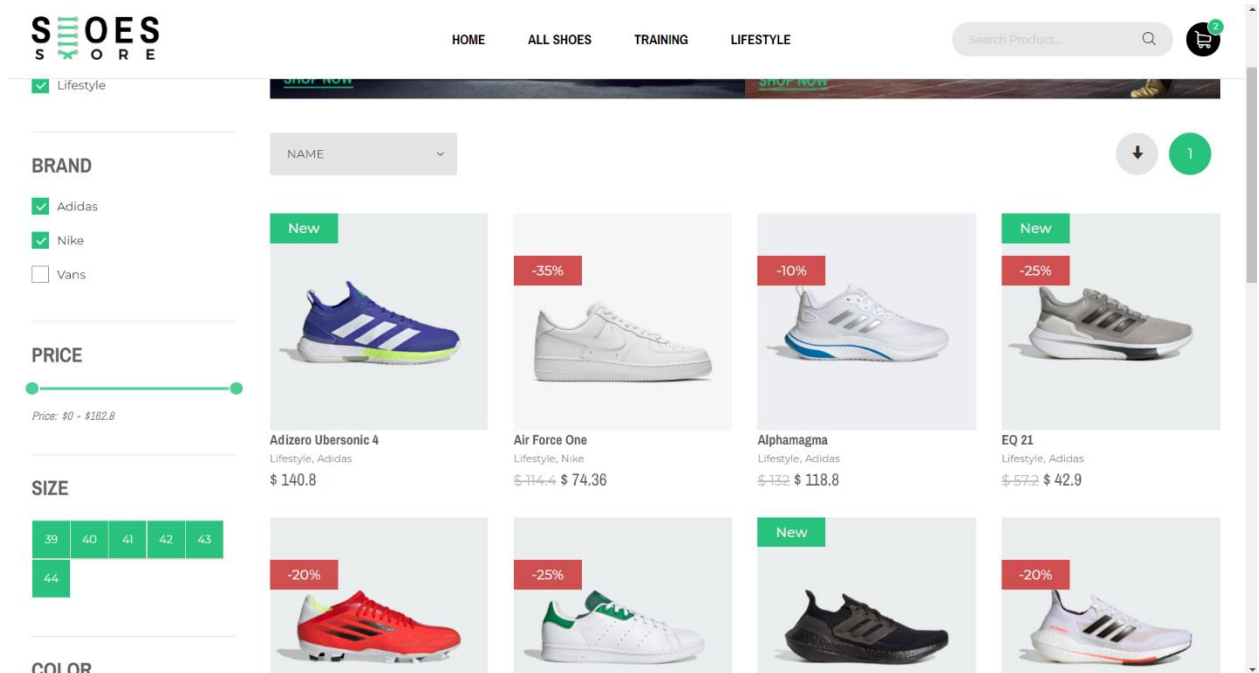 SHOES
STORE
HOME
ALL SHOES
TRAINING
LIFESTYLE
Search Product...
2
Lifestyle
SHOP NOW
SHOP NOW
BRAND
Adidas
Nike
Vans
PRICE
Price: $0 - $162.8
SIZE
39 40 41 42 43
44
COLOR
NAME
1
New
-35%
-10%
New
-25%
Adizero Ubersonic 4
Lifestyle, Adidas
$ 140.8
Air Force One
Lifestyle, Nike
$ 114.4 $ 74.36
Alphamagma
Lifestyle, Adidas
$ 132 $ 118.8
EQ 21
Lifestyle, Adidas
$ 57.2 $ 42.9
-20%
-25%
New
-20%